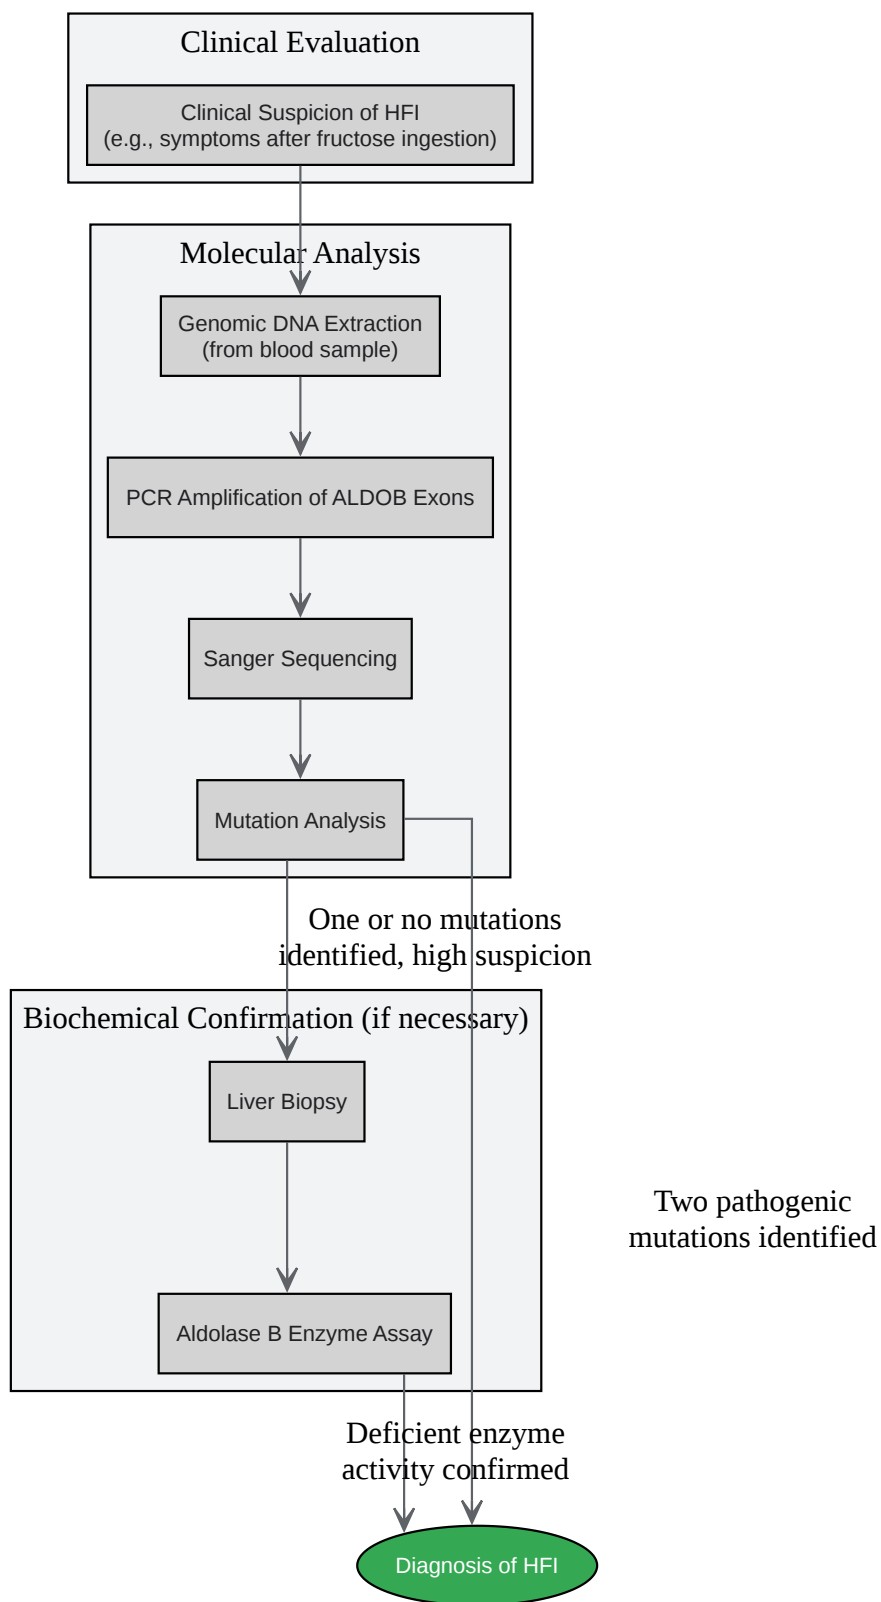 Clinical Evaluation
Clinical Suspicion of HFI
(e.g., symptoms after fructose ingestion)
Molecular Analysis
Genomic DNA Extraction
(from blood sample)
PCR Amplification of ALDOB Exons
Sanger Sequencing
Mutation Analysis
One or no mutations
identified, high suspicion
Biochemical Confirmation (if necessary)
Liver Biopsy
Two pathogenic
mutations identified
Aldolase B Enzyme Assay
Deficient enzyme
activity confirmed
Diagnosis of HFI